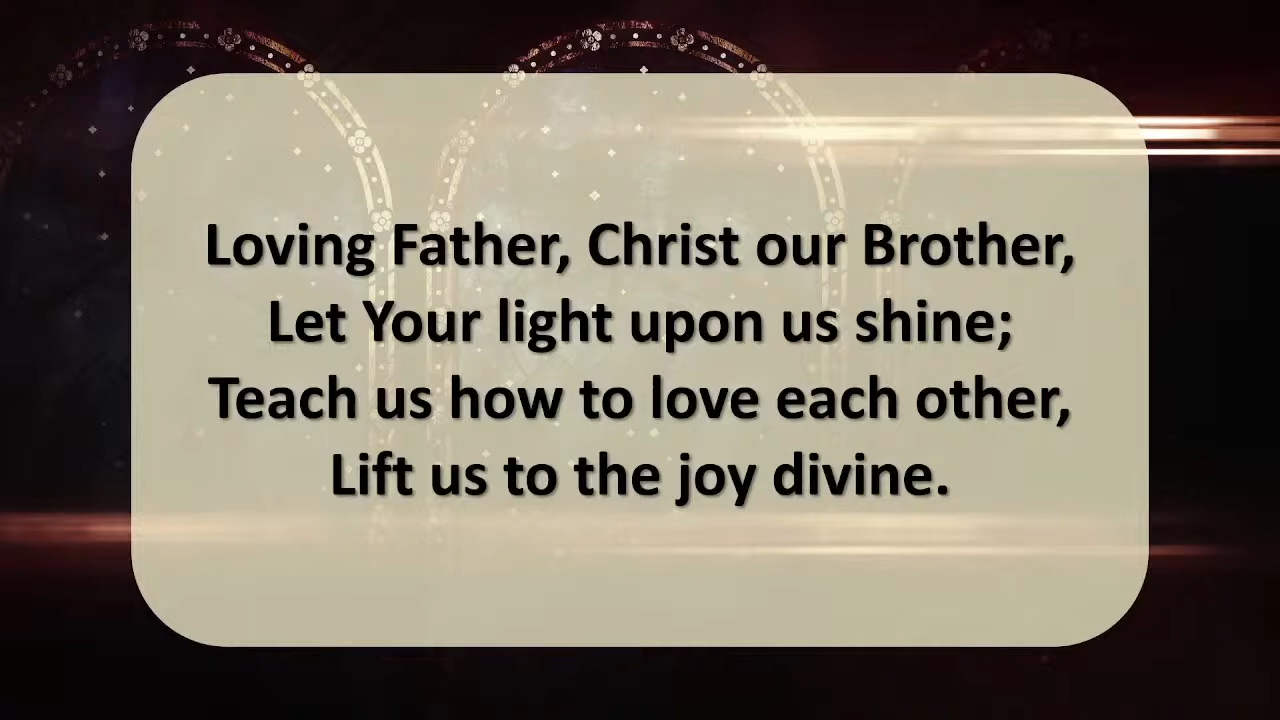 Loving Father, Christ our Brother,
Let Your light upon us shine;
Teach us how to love each other,
Lift us to the joy divine.